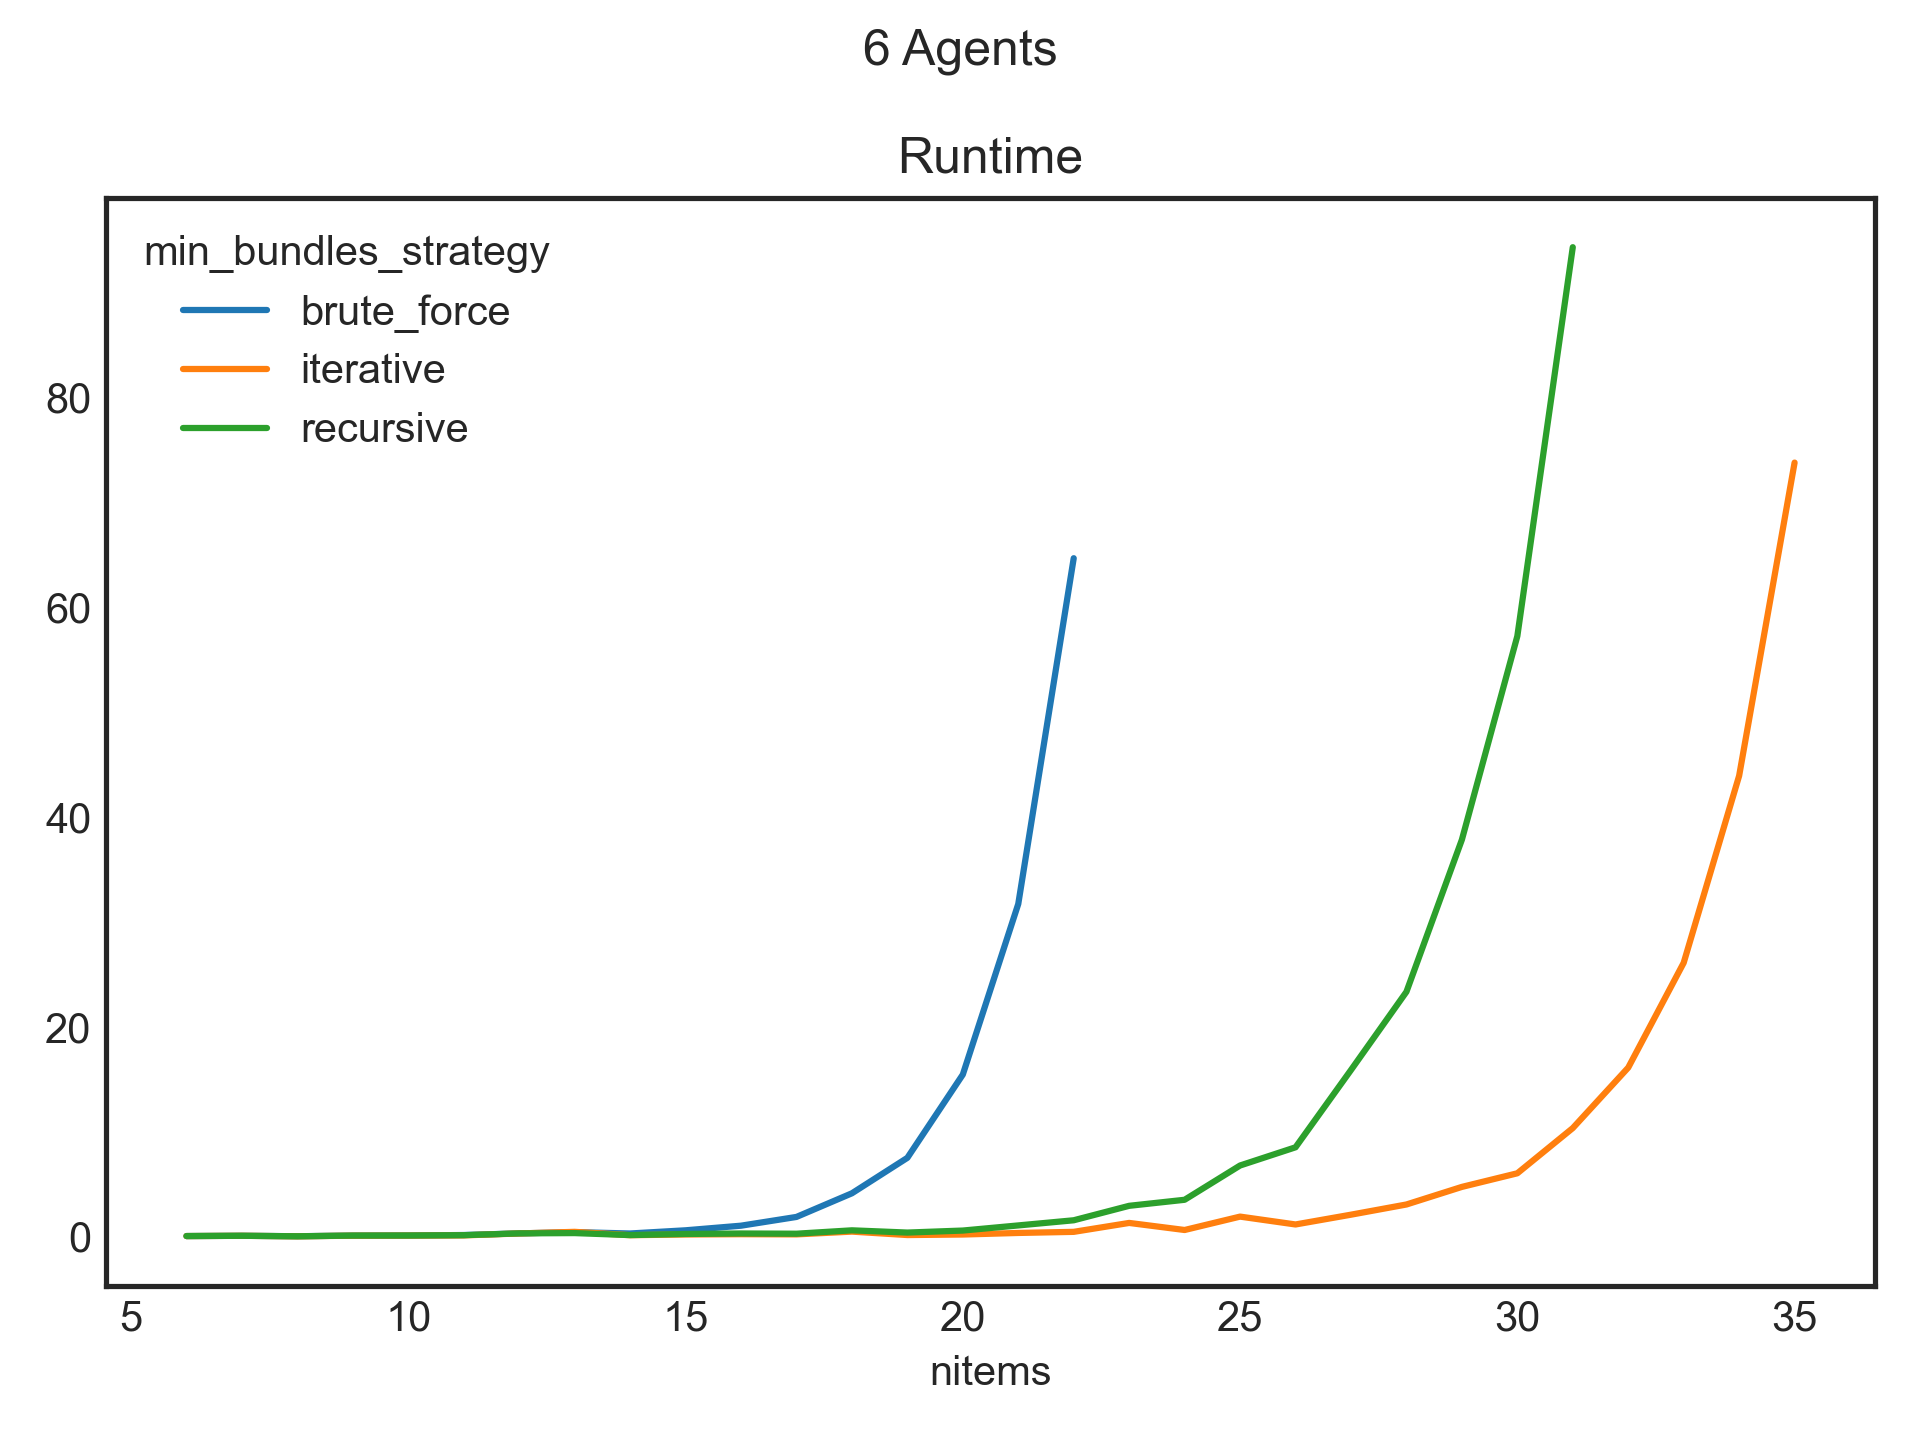 6 Agents
Runtime
min_bundles_strategy
brute_force
iterative
recursive
80
60
40
20
0
5 10 15 20 25 30 35
nitems